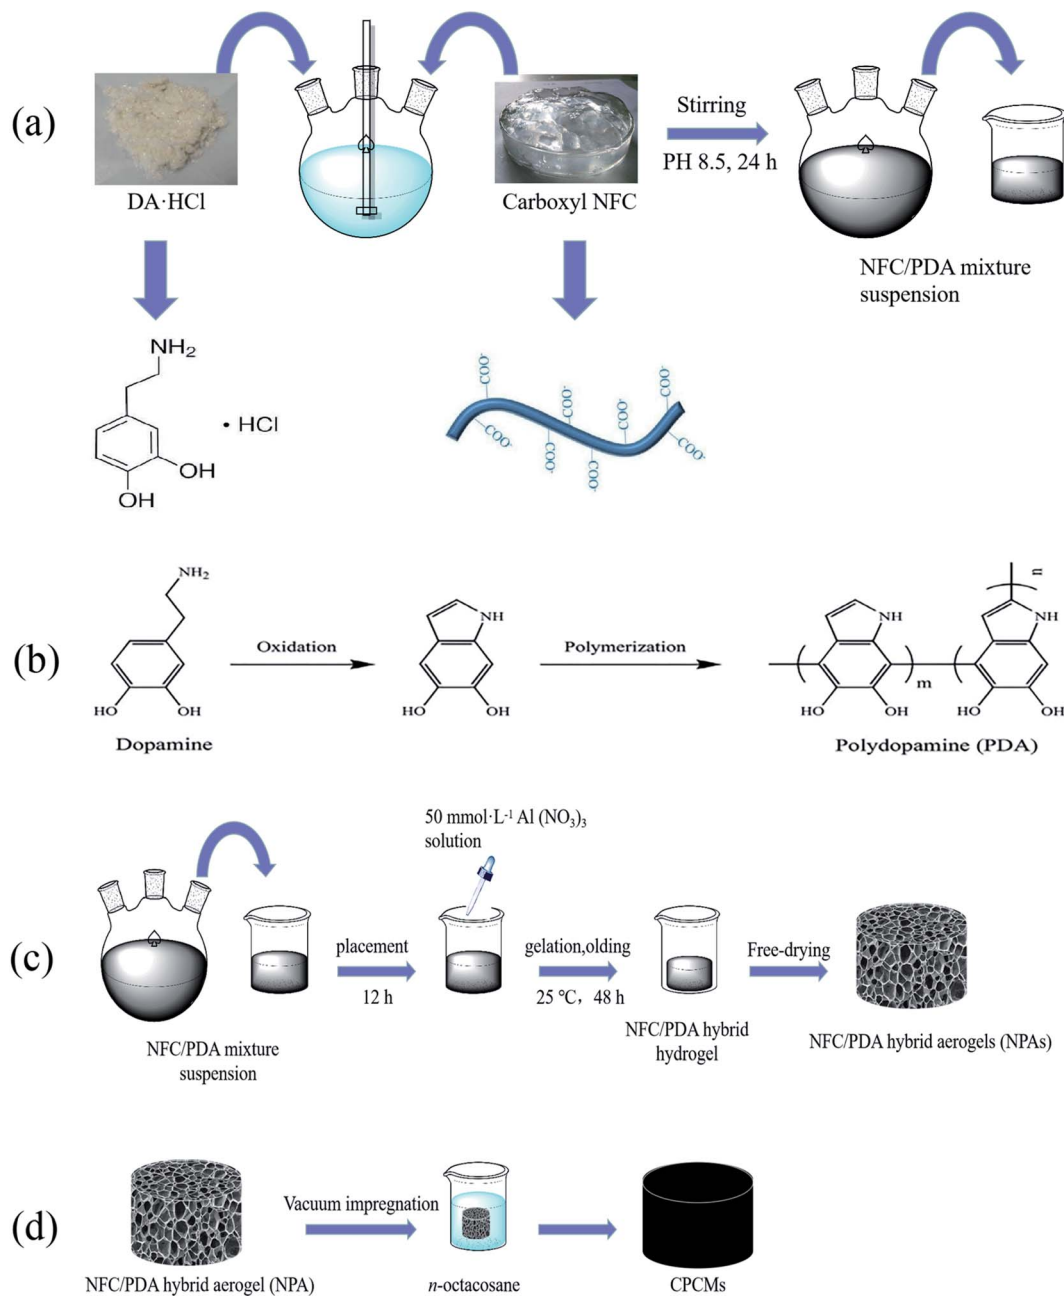 (a)
DA·HCl
Carboxyl NFC
Stirring
PH 8.5, 24 h
NFC/PDA mixture
suspension
NH₂
· HCl
OH
OH
COO⁻
COO⁻
COO⁻
COO⁻
COO⁻
COO⁻
COO⁻
COO⁻
(b)
NH₂
HO
OH
Dopamine
Oxidation
NH
HO
OH
Polymerization
NH
HO
OH
m
n
NH
HO
OH
Polydopamine (PDA)
(c)
NFC/PDA mixture
suspension
placement
12 h
50 mmol·L⁻¹ Al (NO₃)₃
solution
gelation,olding
25 °C，48 h
NFC/PDA hybrid
hydrogel
Free-drying
NFC/PDA hybrid aerogels (NPAs)
(d)
NFC/PDA hybrid aerogel (NPA)
Vacuum impregnation
n-octacosane
CPCMs